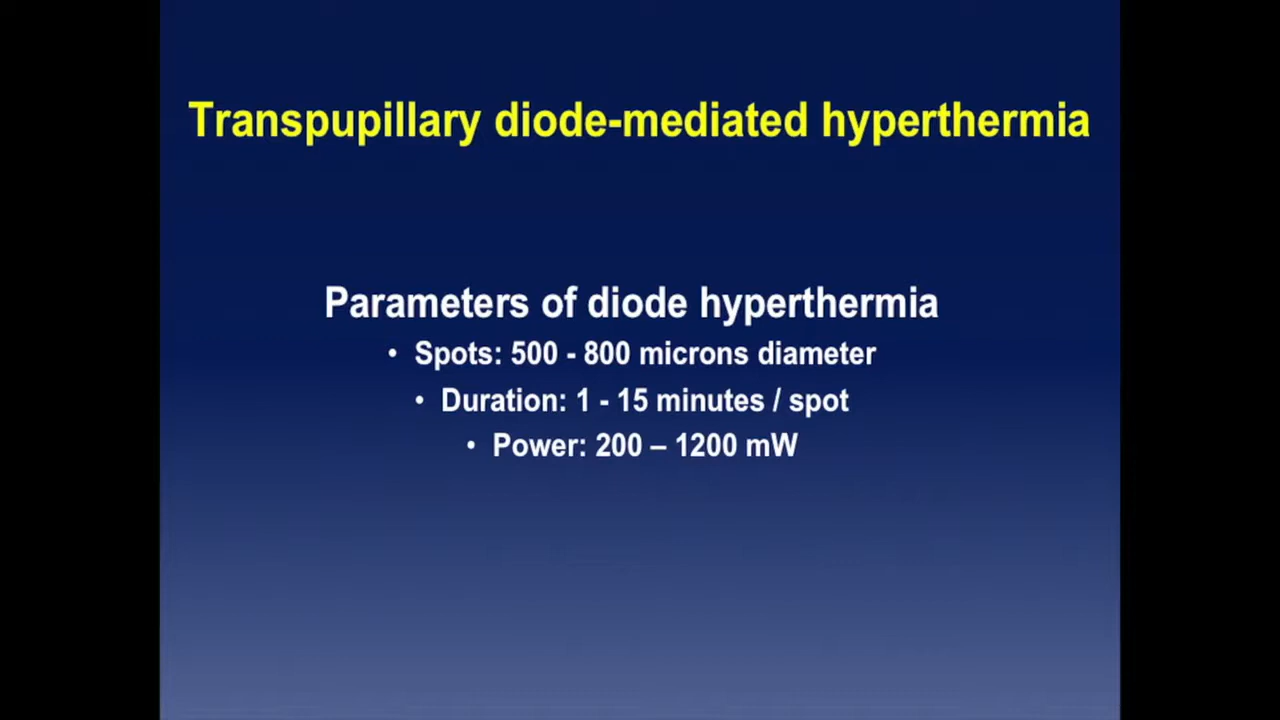 Transpupillary diode-mediated hyperthermia
Parameters of diode hyperthermia
• Spots: 500 - 800 microns diameter
• Duration: 1 - 15 minutes / spot
• Power: 200 – 1200 mW